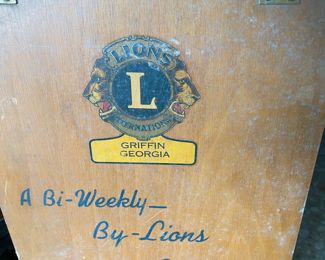 LIONS
L
INTERNATIONAL
GRIFFIN
GEORGIA
A Bi-Weekly—
By-Lions